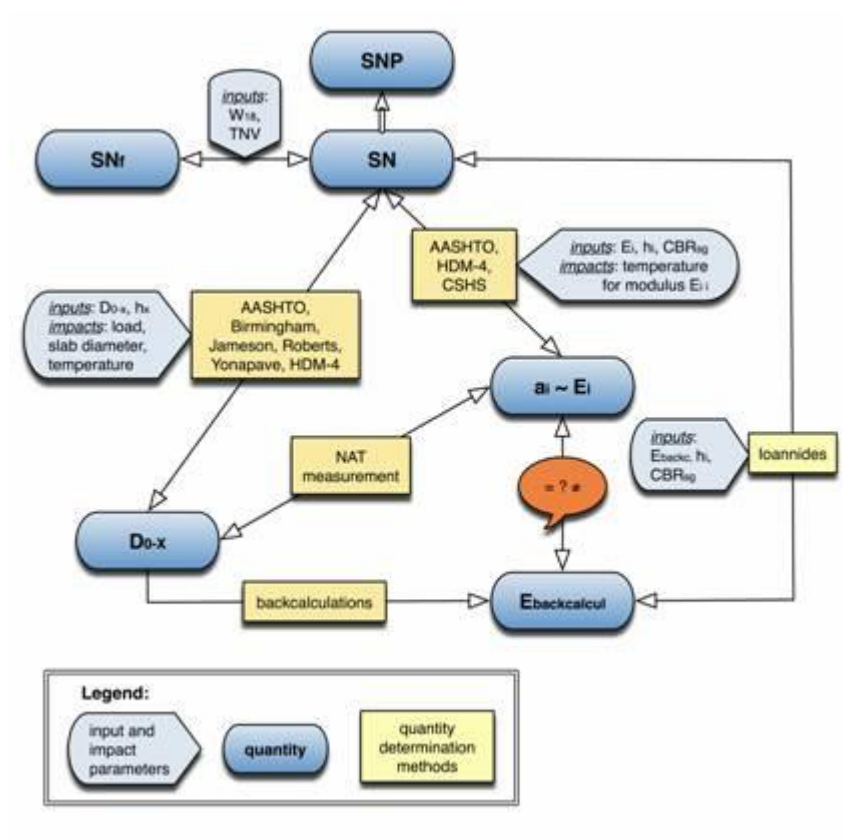 SNP
inputs:
W18,
TNV
SNf
SN
AASHTO,
HDM-4,
CSHS
inputs: Ei, hi, CBRsg
impacts: temperature
for modulus Ei i
inputs: D0-x, hx
impacts: load,
slab diameter,
temperature
AASHTO,
Birmingham,
Jameson, Roberts,
Yonapave, HDM-4
ai ~ Ei
inputs:
Ebackc, hi,
CBRsg
Ioannides
NAT
measurement
= ? ≠
D0-X
backcalculations
Ebackcalcul
Legend:
input and
impact
parameters
quantity
quantity
determination
methods